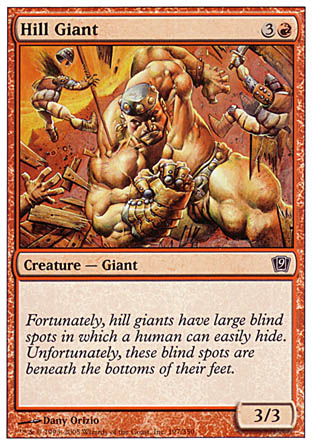 Hill Giant 3
Creature — Giant 9
Fortunately, hill giants have large blind
spots in which a human can easily hide.
Unfortunately, these blind spots are
beneath the bottoms of their feet.
Dany Orizio
3/3